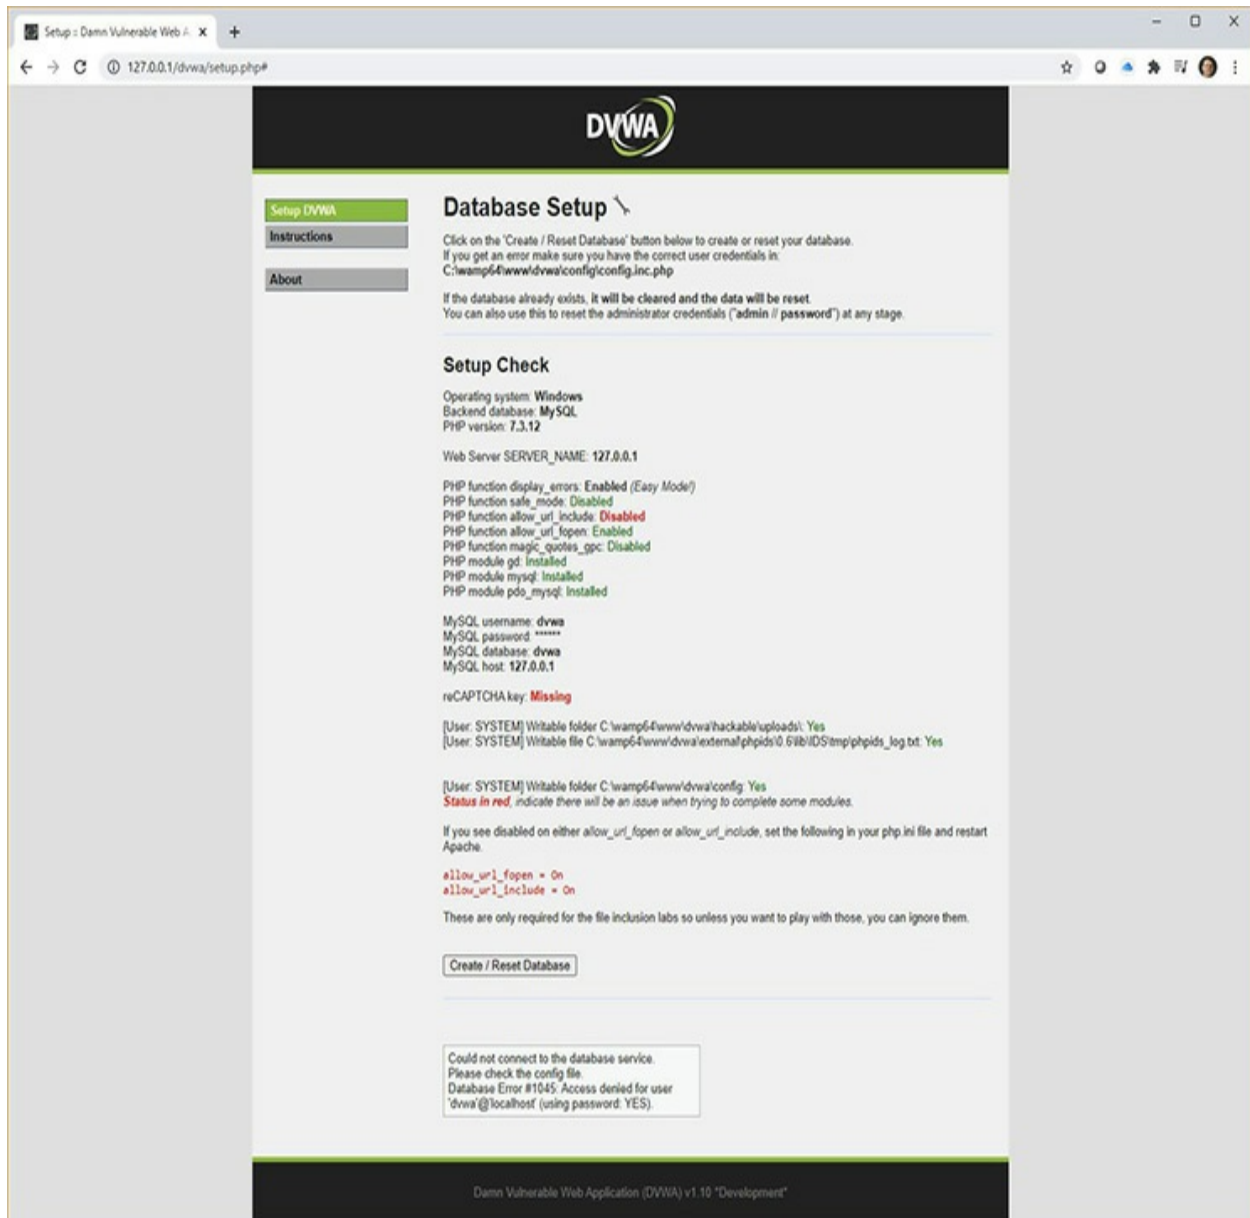 Setup :: Damn Vulnerable Web A
127.0.0.1/dvwa/setup.php#
DVWA
Setup DVWA
Instructions
About
Database Setup
Click on the 'Create / Reset Database' button below to create or reset your database.
If you get an error make sure you have the correct user credentials in:
C:\wamp64\www\dvwa\config\config.inc.php
If the database already exists, it will be cleared and the data will be reset.
You can also use this to reset the administrator credentials ("admin // password") at any stage.
Setup Check
Operating system: Windows
Backend database: MySQL
PHP version: 7.3.12
Web Server SERVER_NAME: 127.0.0.1
PHP function display_errors: Enabled (Easy Mode!)
PHP function safe_mode: Disabled
PHP function allow_url_include: Disabled
PHP function allow_url_fopen: Enabled
PHP function magic_quotes_gpc: Disabled
PHP module gd: Installed
PHP module mysql: Installed
PHP module pdo_mysql: Installed
MySQL username: dvwa
MySQL password: ******
MySQL database: dvwa
MySQL host: 127.0.0.1
reCAPTCHA key: Missing
[User: SYSTEM] Writable folder C:\wamp64\www\dvwa\hackable\uploads\: Yes
[User: SYSTEM] Writable file C:\wamp64\www\dvwa\external\phpids\0.6\lib\IDS\tmp\phpids_log.txt: Yes
[User: SYSTEM] Writable folder C:\wamp64\www\dvwa\config: Yes
Status in red, indicate there will be an issue when trying to complete some modules.
If you see disabled on either allow_url_fopen or allow_url_include, set the following in your php.ini file and restart
Apache.
allow_url_fopen = On
allow_url_include = On
These are only required for the file inclusion labs so unless you want to play with those, you can ignore them.
Create / Reset Database
Could not connect to the database service.
Please check the config file.
Database Error #1045: Access denied for user
'dvwa'@'localhost' (using password: YES).
Damn Vulnerable Web Application (DVWA) v1.10 *Development*